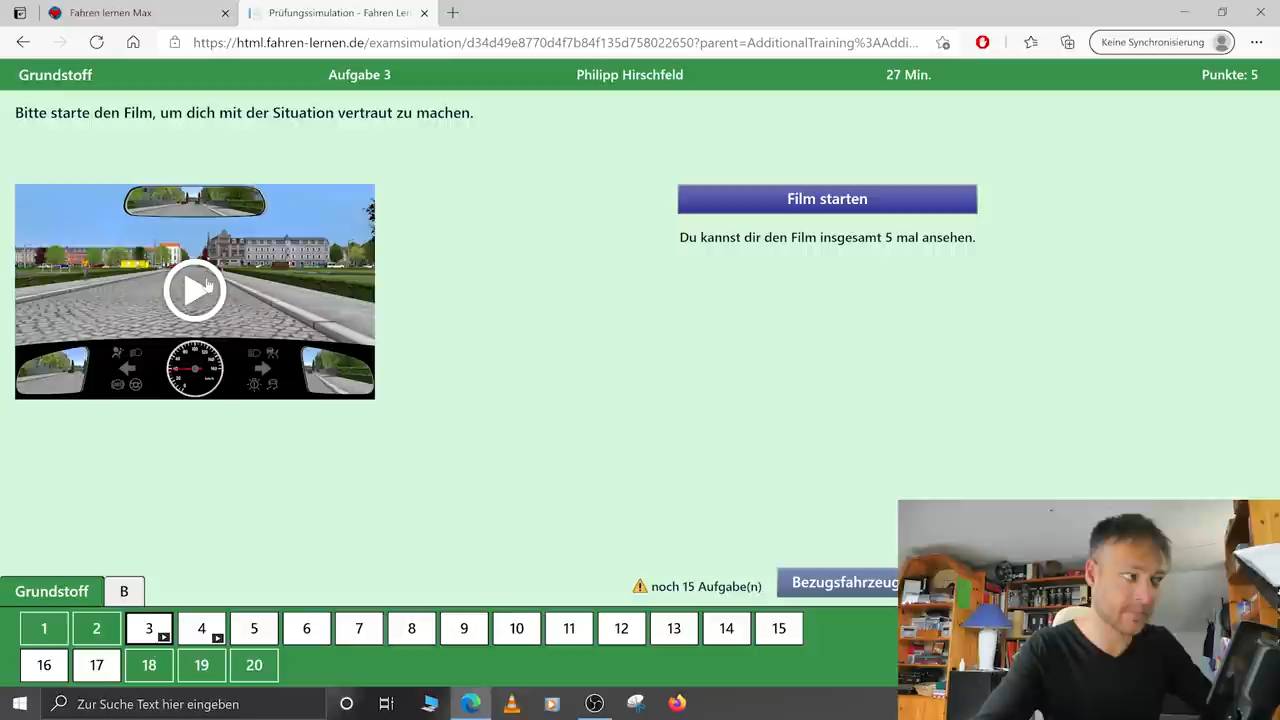 Fahren lernen Max
Prüfungssimulation - Fahren Ler
https://html.fahren-lernen.de/examsimulation/d34d49e8770d4f7b84f135d758022650?parent=AdditionalTraining%3AAddi...
Keine Synchronisierung
Grundstoff
Aufgabe 3
Philipp Hirschfeld
27 Min.
Punkte: 5
Bitte starte den Film, um dich mit der Situation vertraut zu machen.
Film starten
Du kannst dir den Film insgesamt 5 mal ansehen.
Grundstoff
B
noch 15 Aufgabe(n)
Bezugsfahrzeug
1 2 3 4 5 6 7 8 9 10 11 12 13 14 15
16 17 18 19 20
Zur Suche Text hier eingeben